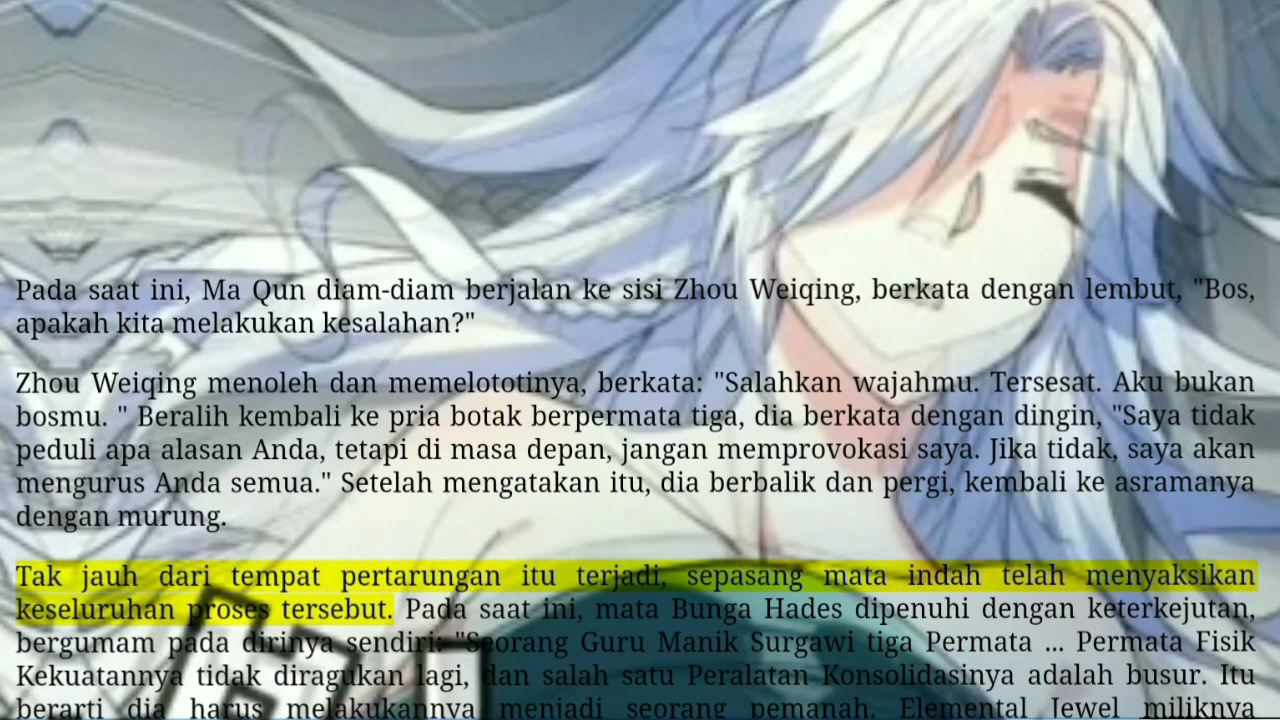 Pada saat ini, Ma Qun diam-diam berjalan ke sisi Zhou Weiqing, berkata dengan lembut, "Bos,
apakah kita melakukan kesalahan?"
Zhou Weiqing menoleh dan memelototinya, berkata: "Salahkan wajahmu. Tersesat. Aku bukan
bosmu. " Beralih kembali ke pria botak berpermata tiga, dia berkata dengan dingin, "Saya tidak
peduli apa alasan Anda, tetapi di masa depan, jangan memprovokasi saya. Jika tidak, saya akan
mengurus Anda semua." Setelah mengatakan itu, dia berbalik dan pergi, kembali ke asramanya
dengan murung.
Tak jauh dari tempat pertarungan itu terjadi, sepasang mata indah telah menyaksikan
keseluruhan proses tersebut. Pada saat ini, mata Bunga Hades dipenuhi dengan keterkejutan,
bergumam pada dirinya sendiri: "Seorang Guru Manik Surgawi tiga Permata ... Permata Fisik
Kekuatannya tidak diragukan lagi, dan salah satu Peralatan Konsolidasinya adalah busur. Itu
berarti dia harus melakukannya menjadi seorang pemanah. Elemental Jewel miliknya